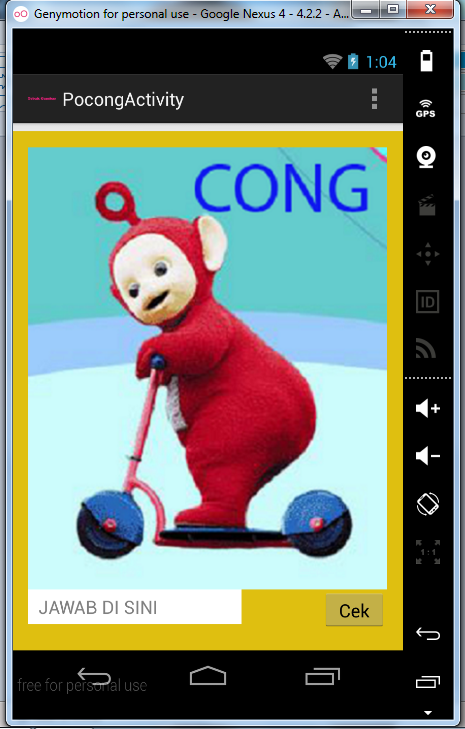 Genymotion for personal use - Google Nexus 4 - 4.2.2 - A...
1:04
PocongActivity
GPS
CONG
ID
1:1
JAWAB DI SINI
Cek
free for personal use